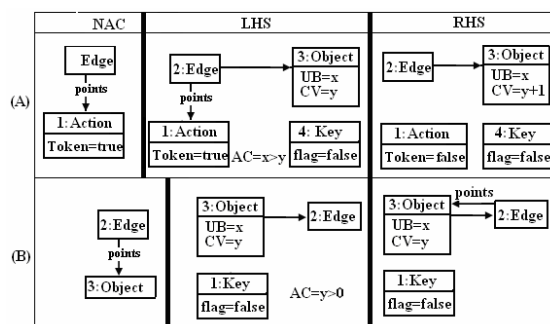 NAC LHS RHS
(A)
Edge
points
1:Action
Token=true
2:Edge
points
3:Object
UB=x
CV=y
1:Action
Token=true
AC=x>y
4:Key
flag=false
2:Edge
3:Object
UB=x
CV=y+1
1:Action
Token=false
4:Key
flag=false
(B)
2:Edge
points
3:Object
3:Object
UB=x
CV=y
2:Edge
1:Key
flag=false
AC=y>0
3:Object
UB=x
CV=y
points
2:Edge
1:Key
flag=false